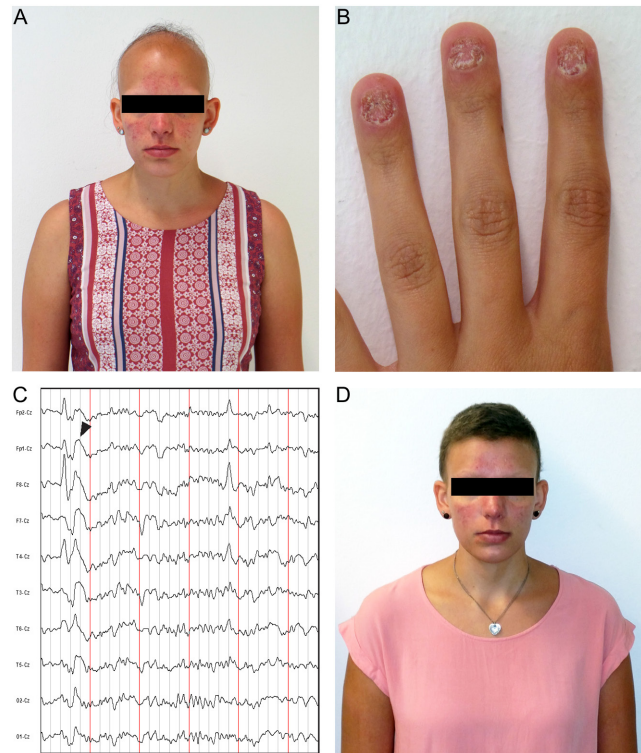 A
B
C
Fp2-Cz
Fp1-Cz
F8-Cz
F7-Cz
T4-Cz
T3-Cz
T6-Cz
T5-Cz
O2-Cz
O1-Cz
D